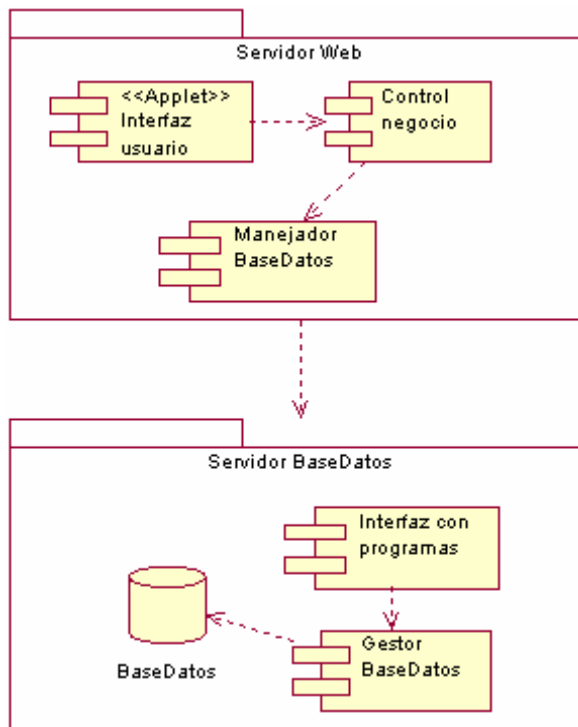 Servidor Web
<<Applet>>
Interfaz
usuario
Control
negocio
Manejador
BaseDatos
Servidor BaseDatos
Interfaz con
programas
Gestor
BaseDatos
BaseDatos